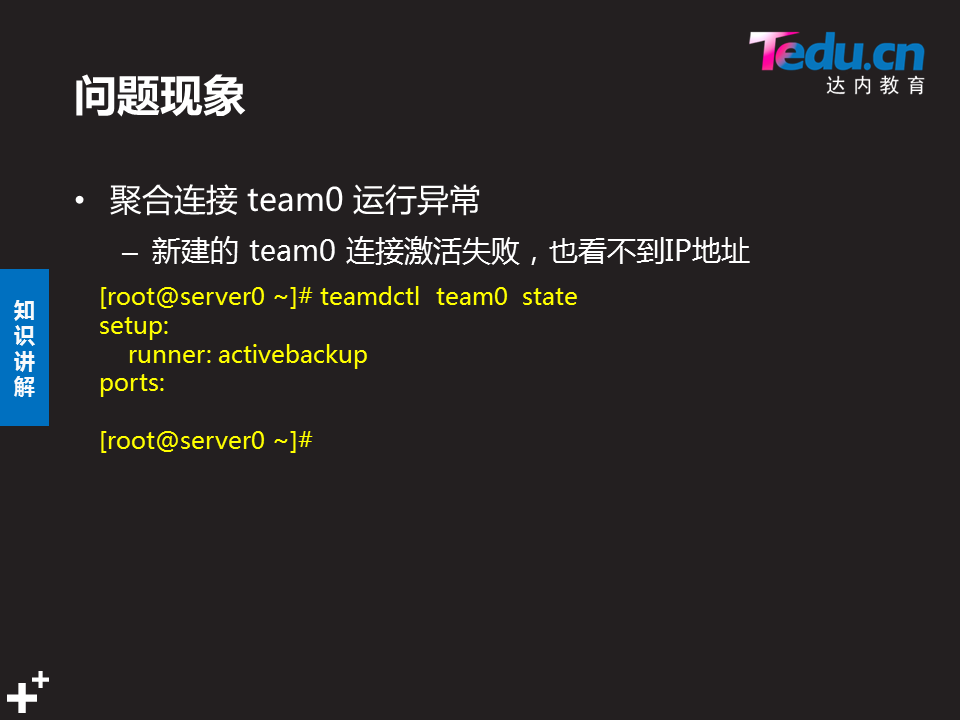 Tedu.cn
达内教育
问题现象
• 聚合连接 team0 运行异常
– 新建的 team0 连接激活失败，也看不到IP地址
[root@server0 ~]# teamdctl team0 state
setup:
runner: activebackup
ports:
[root@server0 ~]#
知
识
讲
解